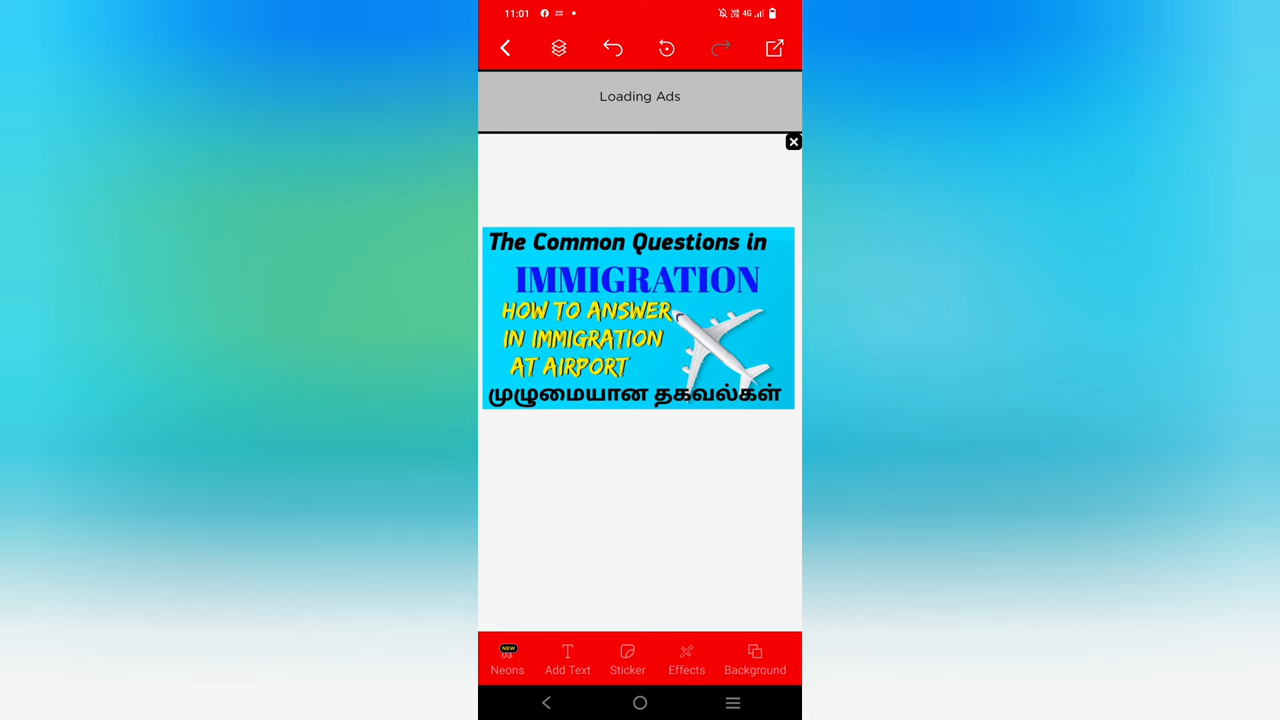 11:01
4G
Loading Ads
The Common Questions in
IMMIGRATION
HOW TO ANSWER
IN IMMIGRATION
AT AIRPORT
முழுமையான தகவல்கள்
NEW
Neons
Add Text
Sticker
Effects
Background